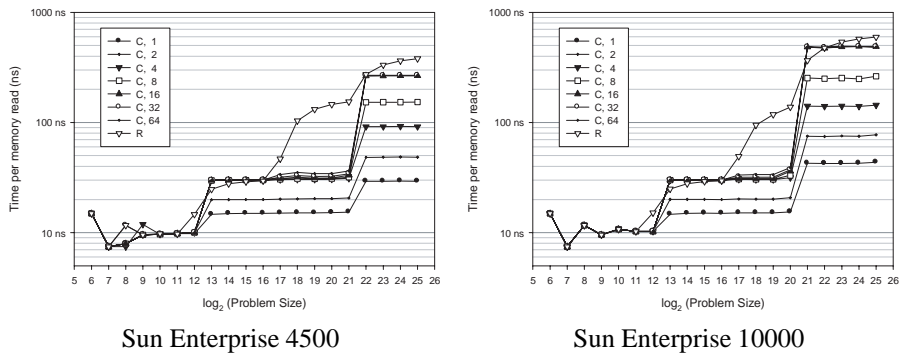 1000 ns
100 ns
10 ns
Time per memory read (ns)
C, 1
C, 2
C, 4
C, 8
C, 16
C, 32
C, 64
R
5 6 7 8 9 10 11 12 13 14 15 16 17 18 19 20 21 22 23 24 25 26
log2 (Problem Size)
Sun Enterprise 4500
1000 ns
100 ns
10 ns
Time per memory read (ns)
C, 1
C, 2
C, 4
C, 8
C, 16
C, 32
C, 64
R
5 6 7 8 9 10 11 12 13 14 15 16 17 18 19 20 21 22 23 24 25 26
log2 (Problem Size)
Sun Enterprise 10000